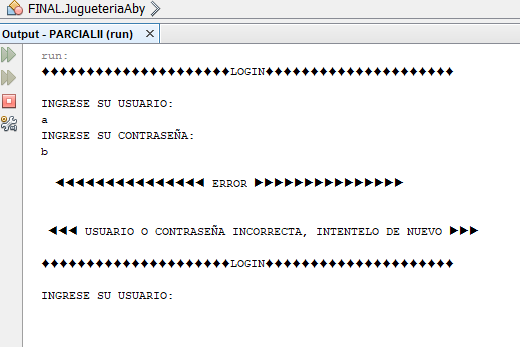 FINAL.JugueteriaAby
Output - PARCIALII (run)
run:
♦♦♦♦♦♦♦♦♦♦♦♦♦♦♦♦♦♦♦♦♦LOGIN♦♦♦♦♦♦♦♦♦♦♦♦♦♦♦♦♦♦♦♦♦
INGRESE SU USUARIO:
a
INGRESE SU CONTRASEÑA:
b
◄◄◄◄◄◄◄◄◄◄◄◄◄◄◄ ERROR ►►►►►►►►►►►►►►►
◄◄◄ USUARIO O CONTRASEÑA INCORRECTA, INTENTELO DE NUEVO ►►►
♦♦♦♦♦♦♦♦♦♦♦♦♦♦♦♦♦♦♦♦♦LOGIN♦♦♦♦♦♦♦♦♦♦♦♦♦♦♦♦♦♦♦♦♦
INGRESE SU USUARIO: